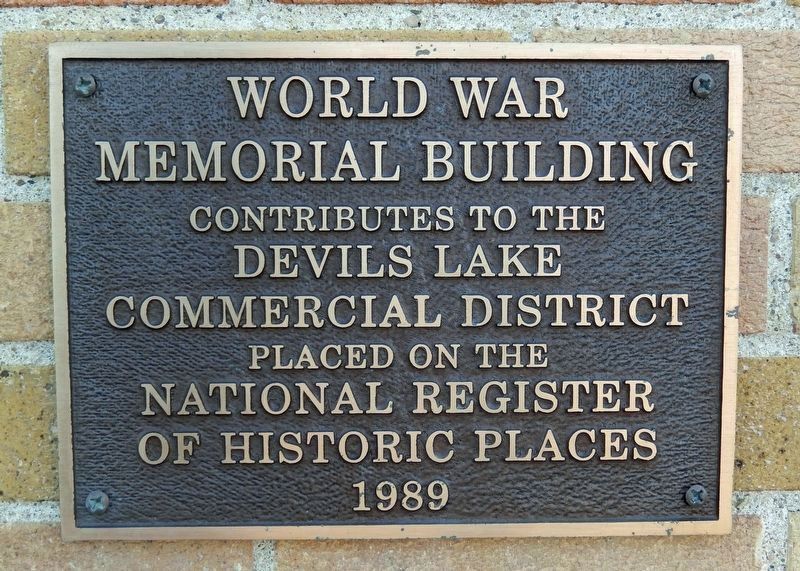 WORLD WAR
MEMORIAL BUILDING
CONTRIBUTES TO THE
DEVILS LAKE
COMMERCIAL DISTRICT
PLACED ON THE
NATIONAL REGISTER
OF HISTORIC PLACES
1989